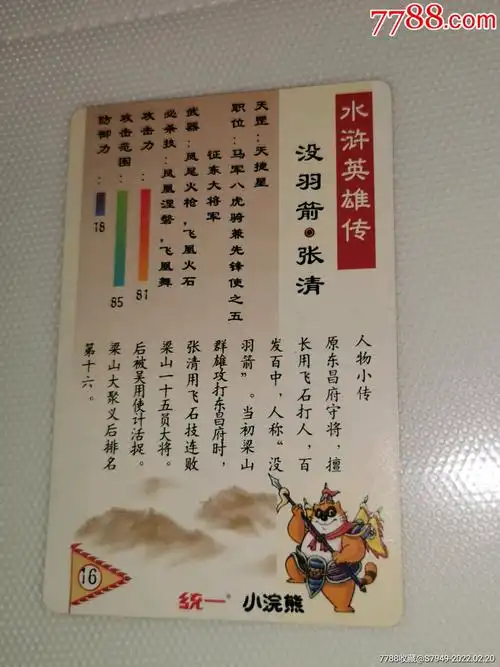 7788.com
水浒英雄传
没羽箭·张清
天罡：天捷星
职位：马军八虎骑兼先锋使之五
征东大将军
武器：凤尾火枪，飞凰火石
必杀技：凤凰涅磐，飞凰舞
攻击力：
81
攻击范围：
85
防御力：
78
人物小传
原东昌府守将，擅
长用飞石打人，百
发百中，人称“没
羽箭”。当初梁山
群雄攻打东昌府时，
张清用飞石技连败
梁山一十五员大将。
后被吴用使计活捉。
梁山大聚义后排名
第十六。
16
统一 小浣熊
7788收藏@S7949-2022.02.20